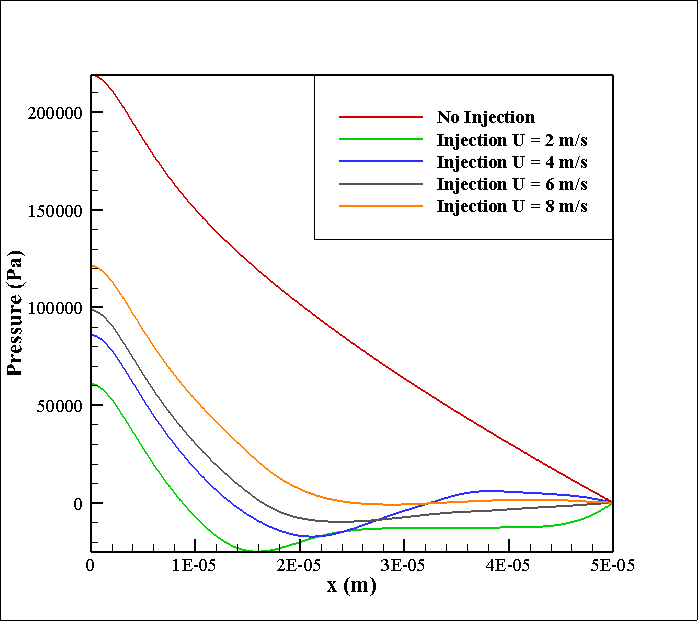 No Injection
Injection U = 2 m/s
Injection U = 4 m/s
Injection U = 6 m/s
Injection U = 8 m/s
Pressure (Pa)
200000
150000
100000
50000
0
0 1E-05 2E-05 3E-05 4E-05 5E-05
x (m)